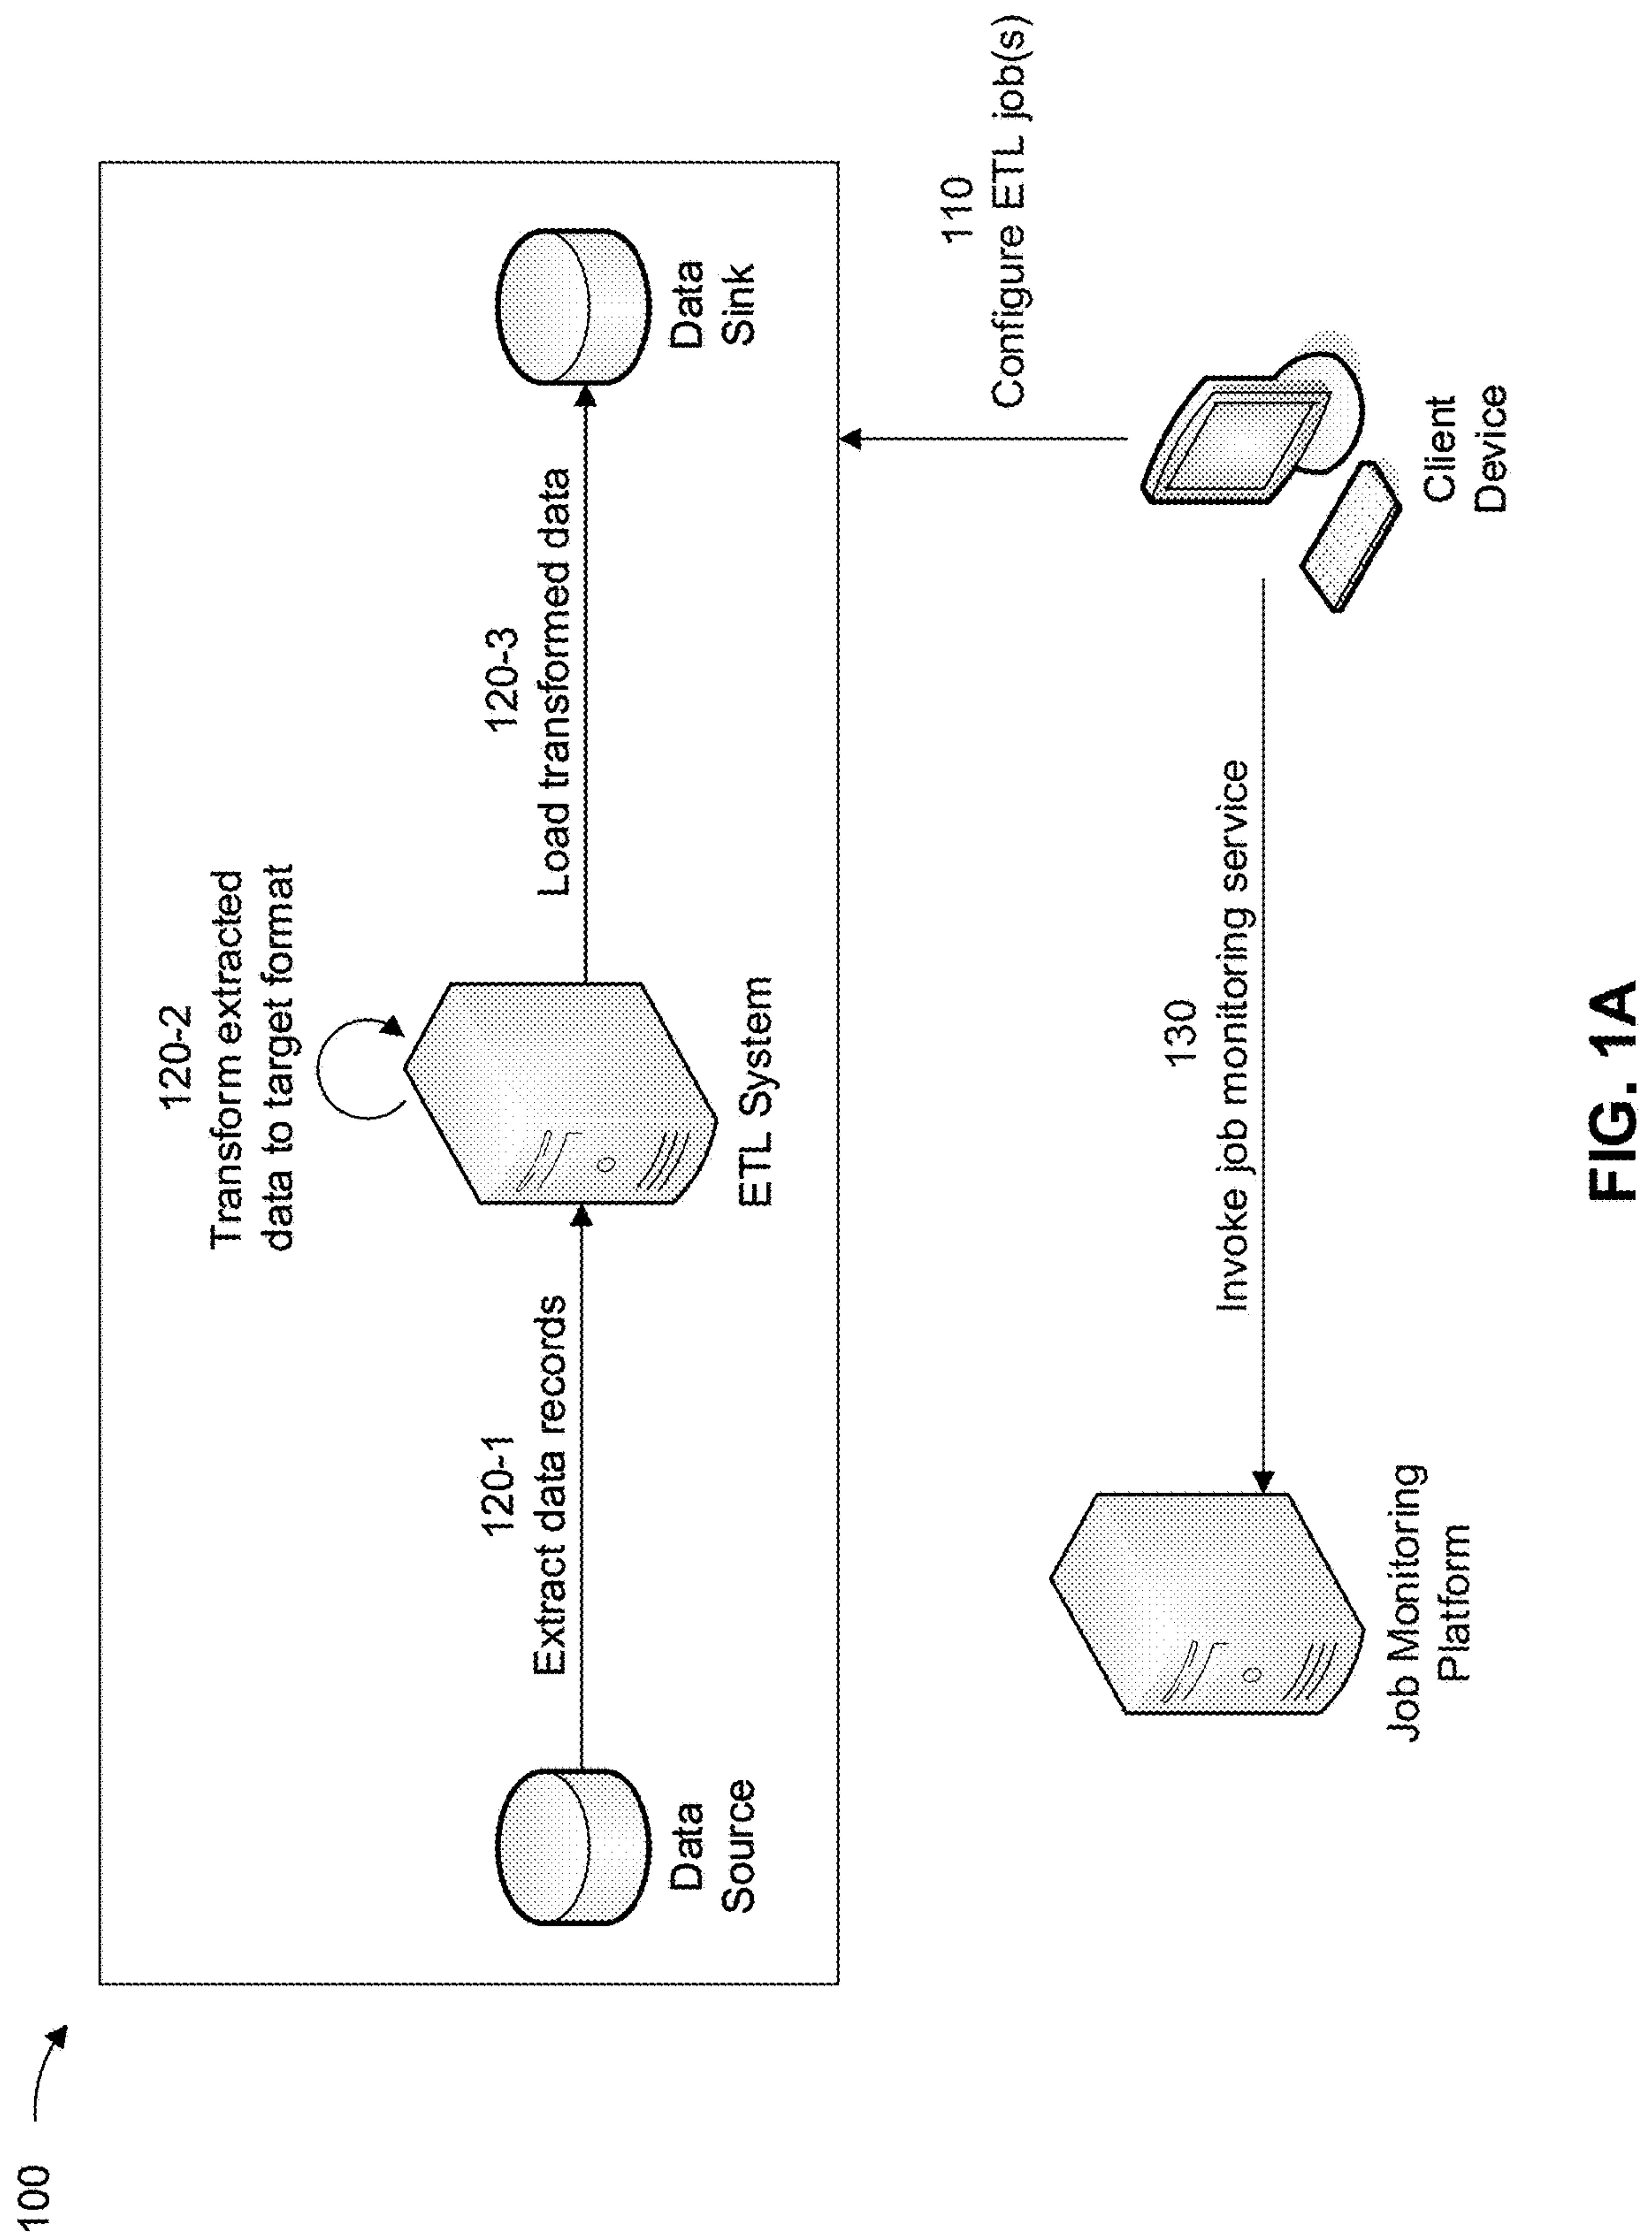 100
120-2
Transform extracted
data to target format
120-1
Extract data records
120-3
Load transformed data
Data
Source
ETL System
Data
Sink
110
Configure ETL job(s)
130
Invoke job monitoring service
Job Monitoring
Platform
Client
Device
FIG. 1A